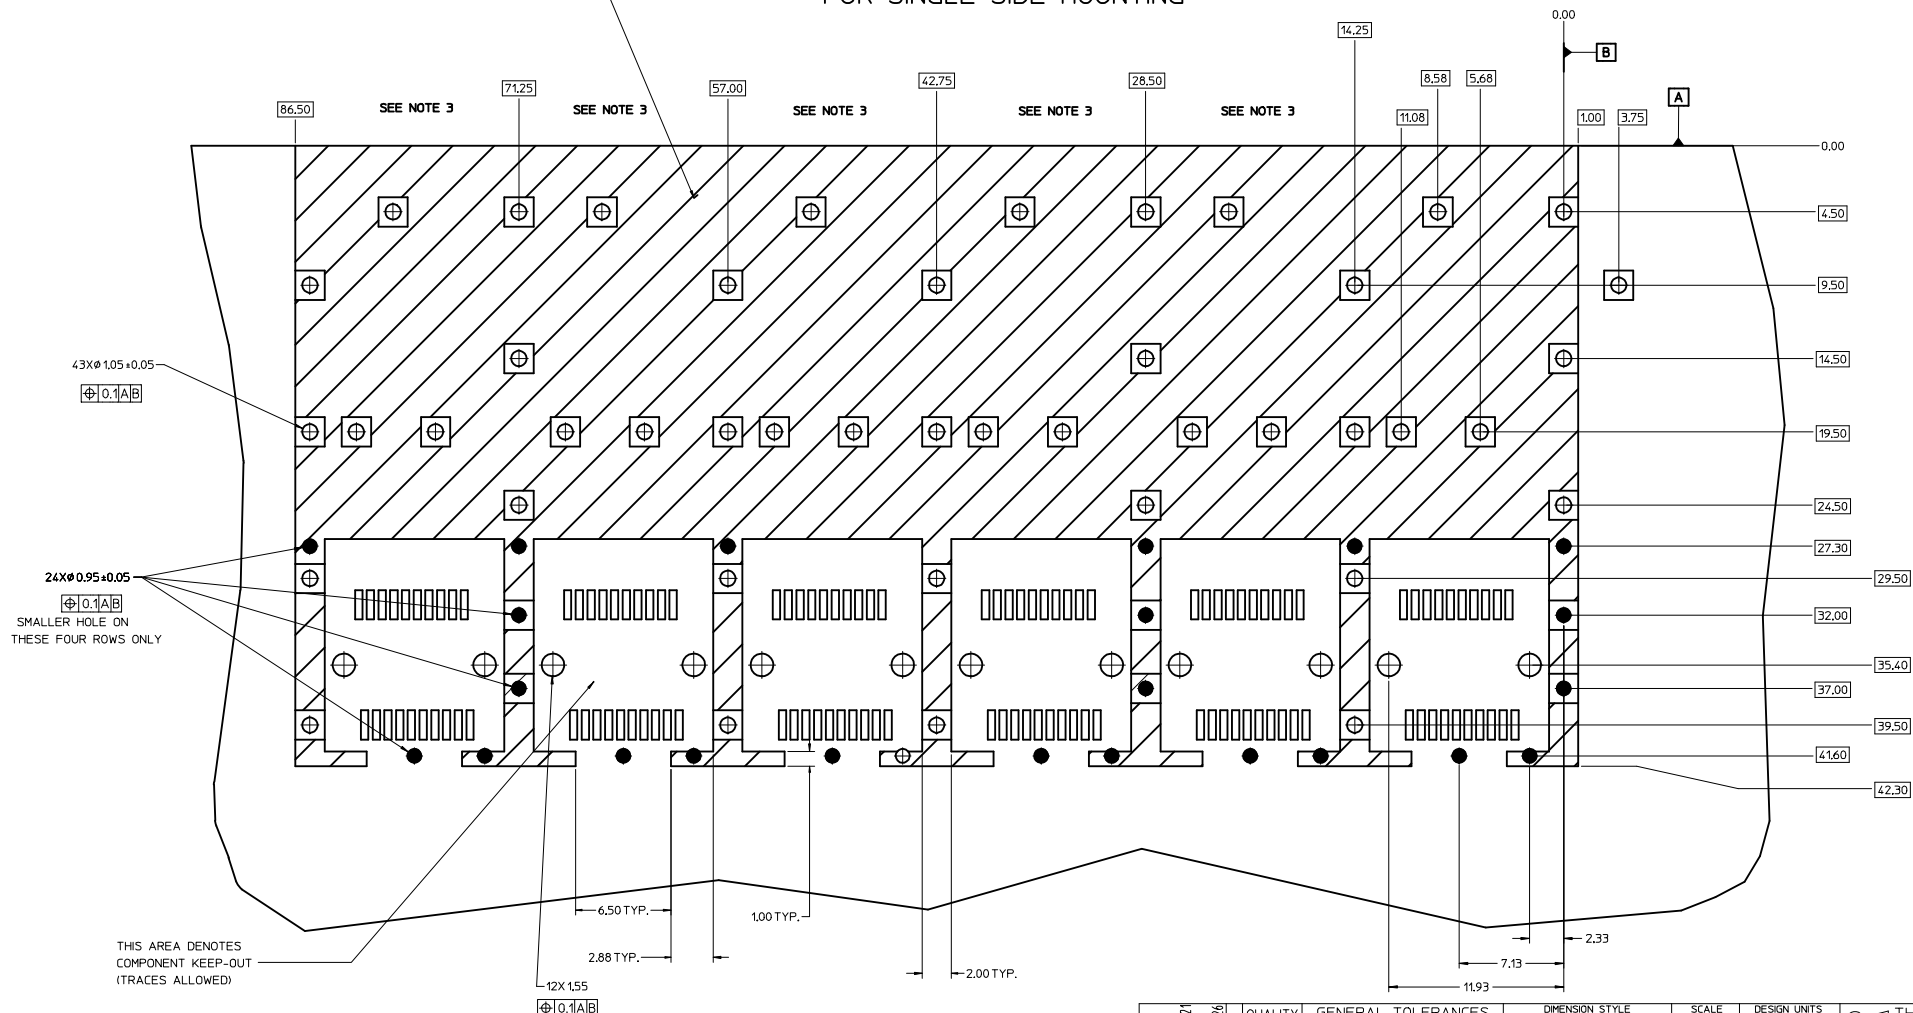 FOR SINGLE SIDE MOUNTING
0.00
14.25
B
8.58
5.68
42.75
28.50
71.25
57.00
A
86.50
SEE NOTE 3
SEE NOTE 3
SEE NOTE 3
SEE NOTE 3
SEE NOTE 3
11.08
1.00
3.75
0.00
4.50
9.50
14.50
43XØ1.05±0.05
0.1 A B
19.50
24.50
27.30
24XØ0.95±0.05
29.50
0.1 A B
SMALLER HOLE ON
32.00
THESE FOUR ROWS ONLY
35.40
37.00
39.50
41.60
42.30
6.50 TYP.
1.00 TYP.
2.33
THIS AREA DENOTES
COMPONENT KEEP-OUT
(TRACES ALLOWED)
2.88 TYP.
7.13
2.00 TYP.
12X 1.55
11.93
0.1 A B
QUALITY
GENERAL TOLERANCES
DIMENSION STYLE
SCALE
DESIGN UNITS